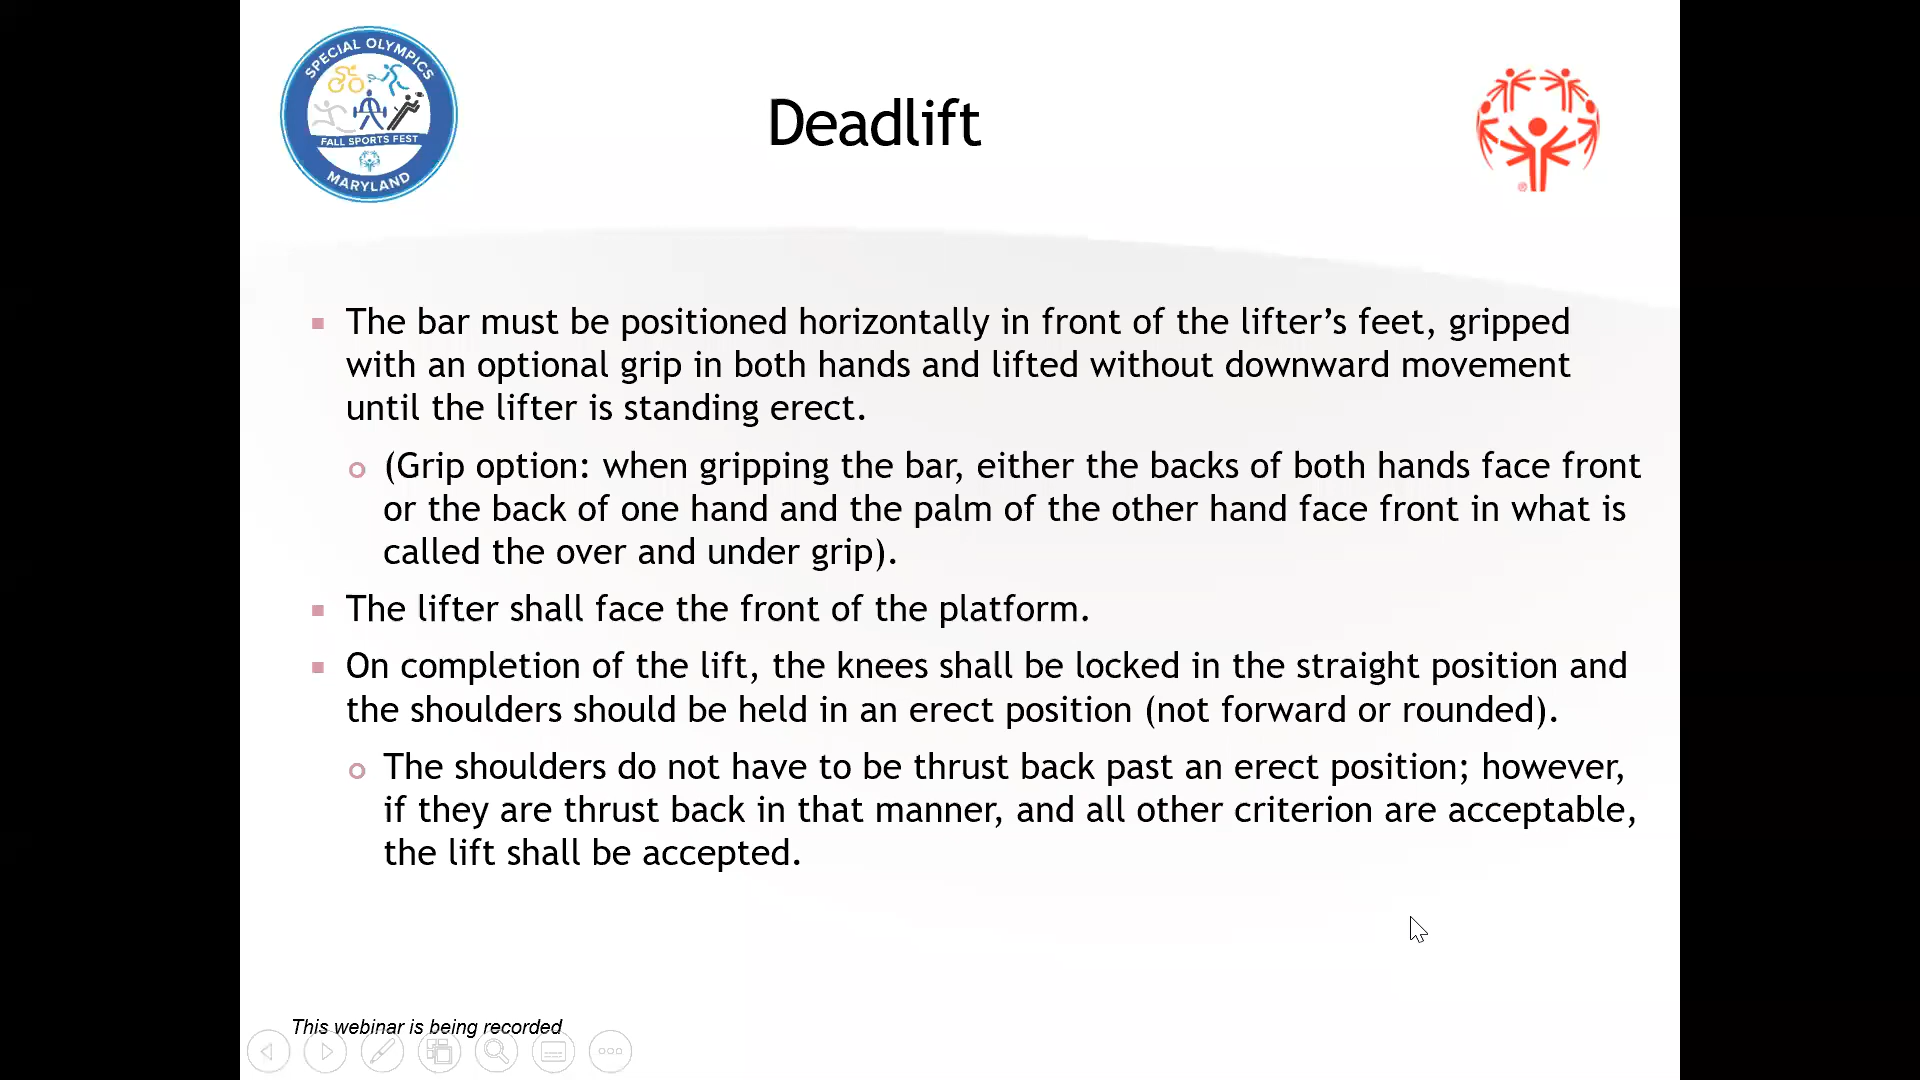 SPECIAL OLYMPICS
FALL SPORTS FEST
MARYLAND
Deadlift
®
The bar must be positioned horizontally in front of the lifter’s feet, gripped
with an optional grip in both hands and lifted without downward movement
until the lifter is standing erect.
(Grip option: when gripping the bar, either the backs of both hands face front
or the back of one hand and the palm of the other hand face front in what is
called the over and under grip).
The lifter shall face the front of the platform.
On completion of the lift, the knees shall be locked in the straight position and
the shoulders should be held in an erect position (not forward or rounded).
The shoulders do not have to be thrust back past an erect position; however,
if they are thrust back in that manner, and all other criterion are acceptable,
the lift shall be accepted.
This webinar is being recorded